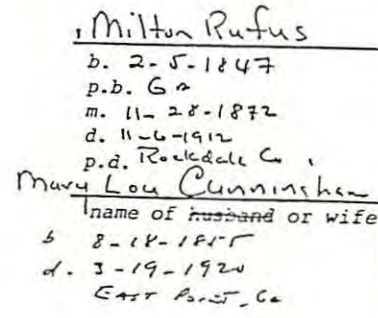 , Milton Rufus
b. 2-5-1847
p.b. Ga
m. 11-28-1872
d. 11-6-1912
p.d. Rockdale Co,
Mary Lou Cunningham
name of husband or wife
b 8-18-1855
d. 3-19-1920
East Point, Ga